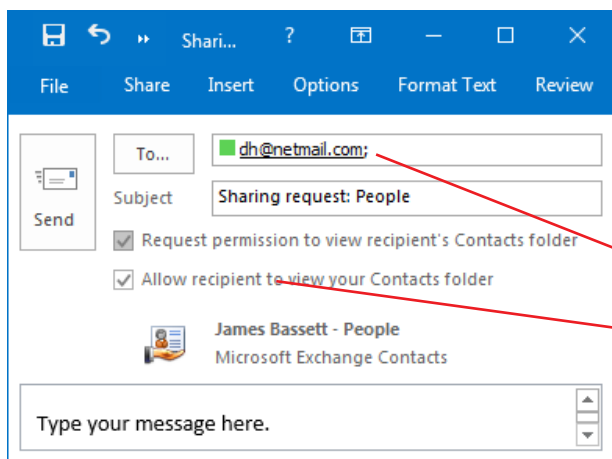 Shari... ?
File Share Insert Options Format Text Review
To... dh@netmail.com;
Subject Sharing request: People
Send
Request permission to view recipient's Contacts folder
Allow recipient to view your Contacts folder
James Bassett - People
Microsoft Exchange Contacts
Type your message here.